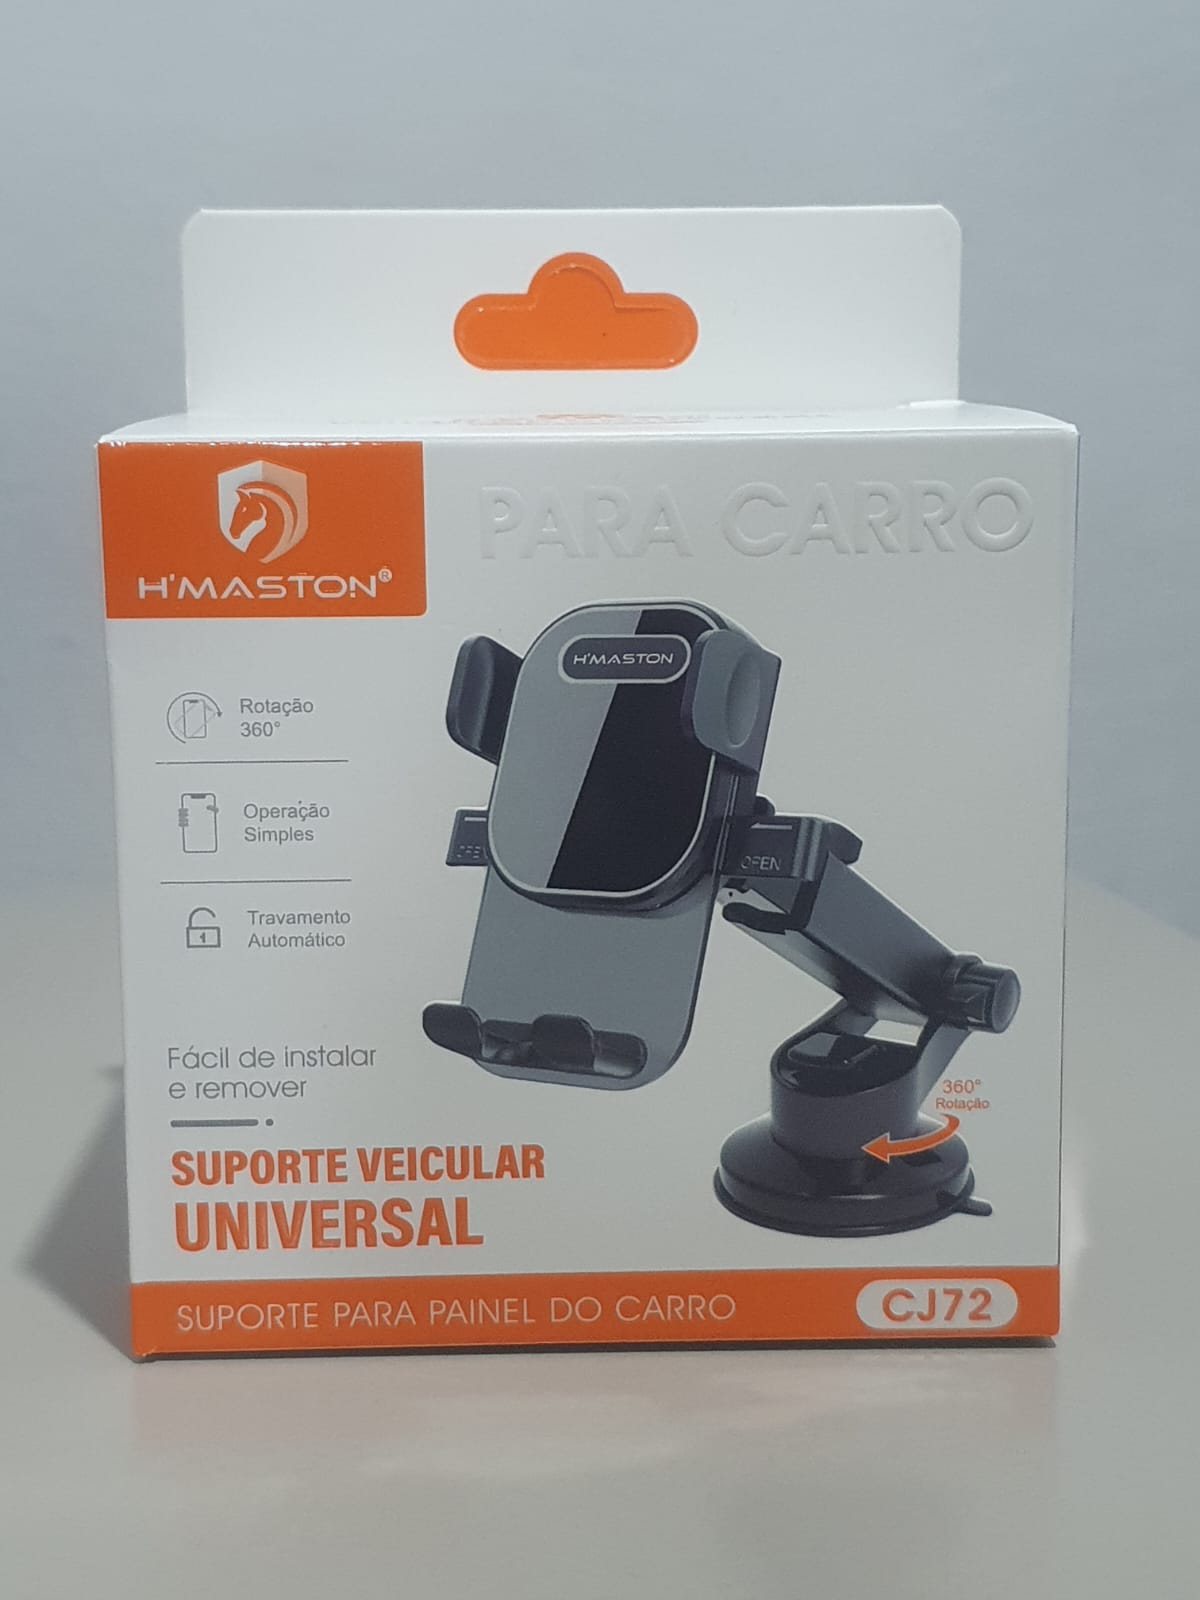 PARA CARRO
H'MASTON®
H'MASTON
Rotação
360°
Operação
Simples
OPEN
Travamento
Automático
Fácil de instalar
e remover
360°
Rotação
SUPORTE VEICULAR
UNIVERSAL
SUPORTE PARA PAINEL DO CARRO
CJ72